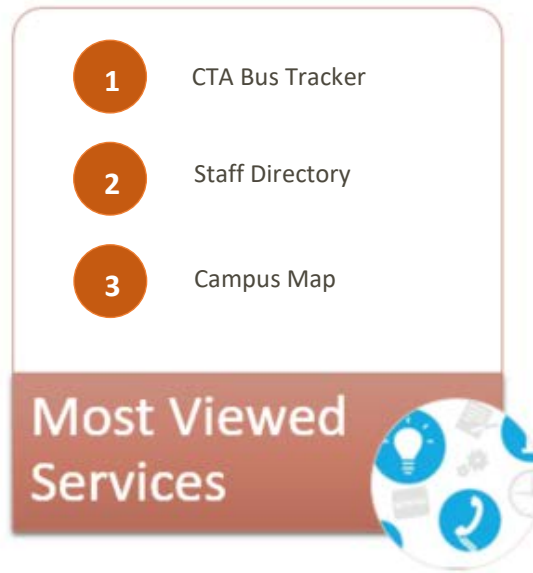 1 CTA Bus Tracker
2 Staff Directory
3 Campus Map
Most Viewed
Services